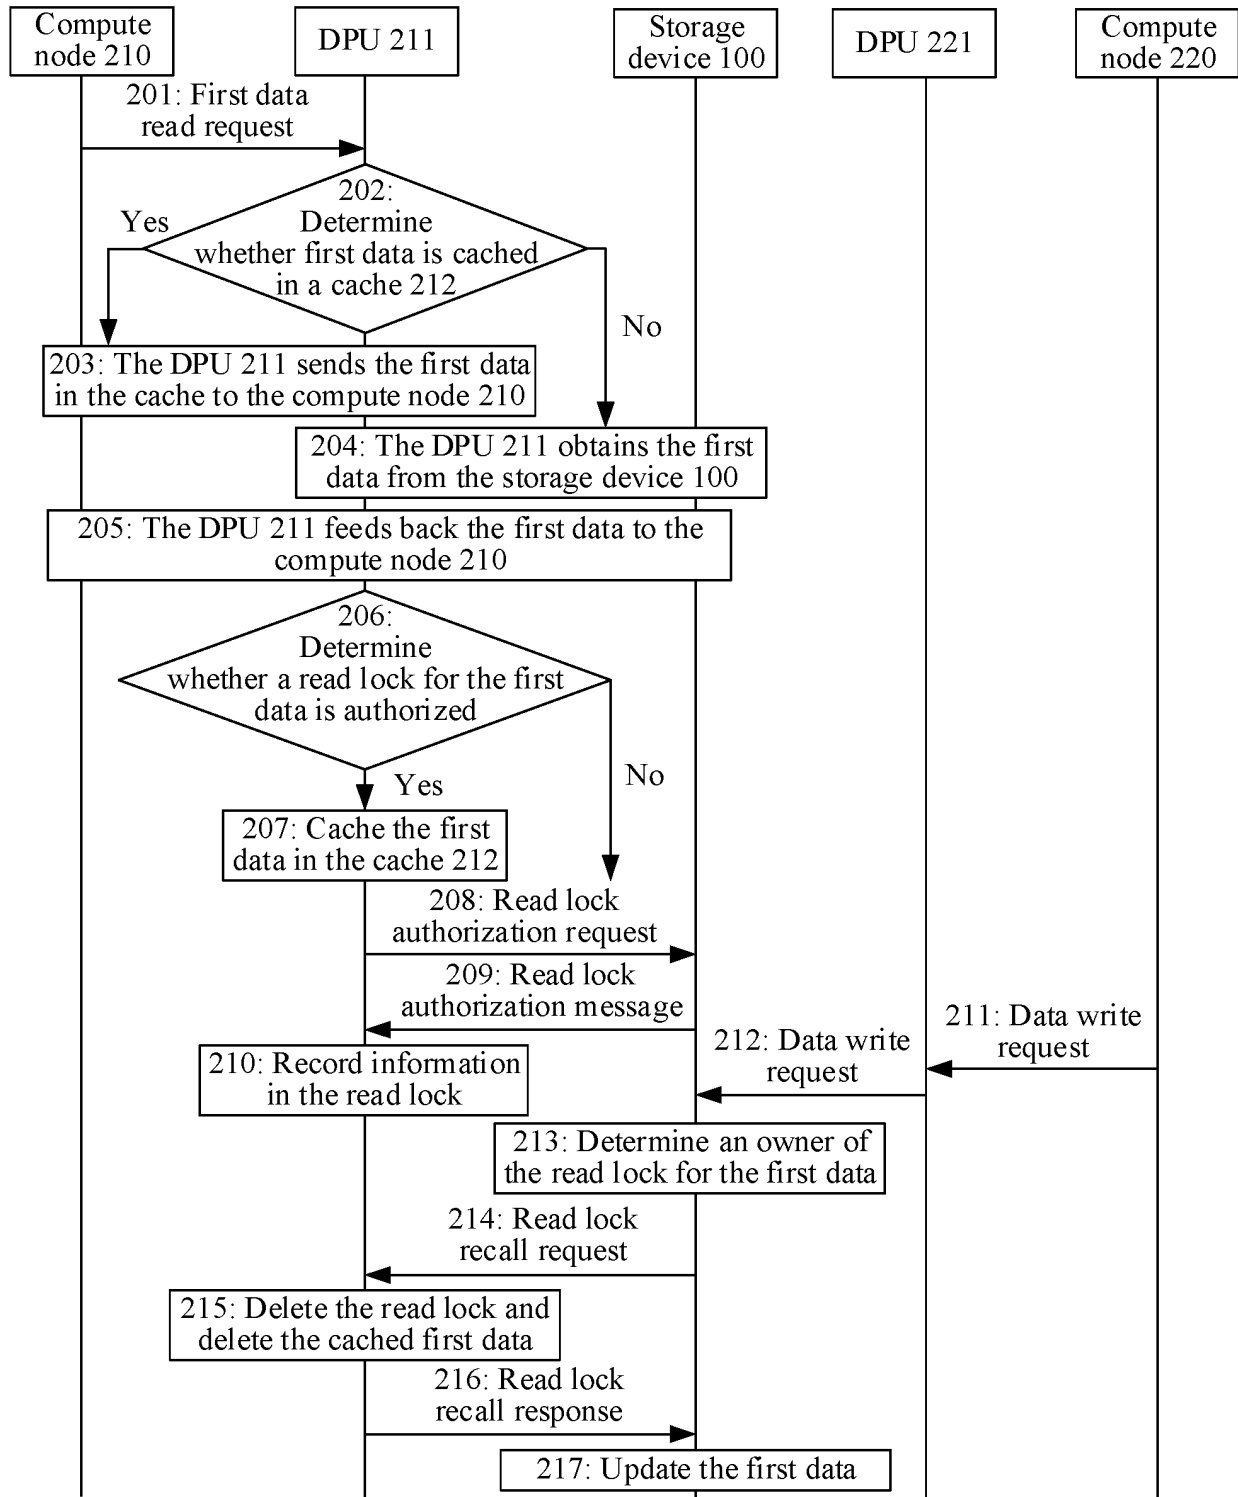 Compute
node 210
DPU 211
Storage
device 100
DPU 221
Compute
node 220
201: First data
read request
202:
Determine
whether first data is cached
in a cache 212
Yes
No
203: The DPU 211 sends the first data
in the cache to the compute node 210
204: The DPU 211 obtains the first
data from the storage device 100
205: The DPU 211 feeds back the first data to the
compute node 210
206:
Determine
whether a read lock for the first
data is authorized
Yes
No
207: Cache the first
data in the cache 212
208: Read lock
authorization request
209: Read lock
authorization message
210: Record information
in the read lock
211: Data write
request
212: Data write
request
213: Determine an owner of
the read lock for the first data
214: Read lock
recall request
215: Delete the read lock and
delete the cached first data
216: Read lock
recall response
217: Update the first data